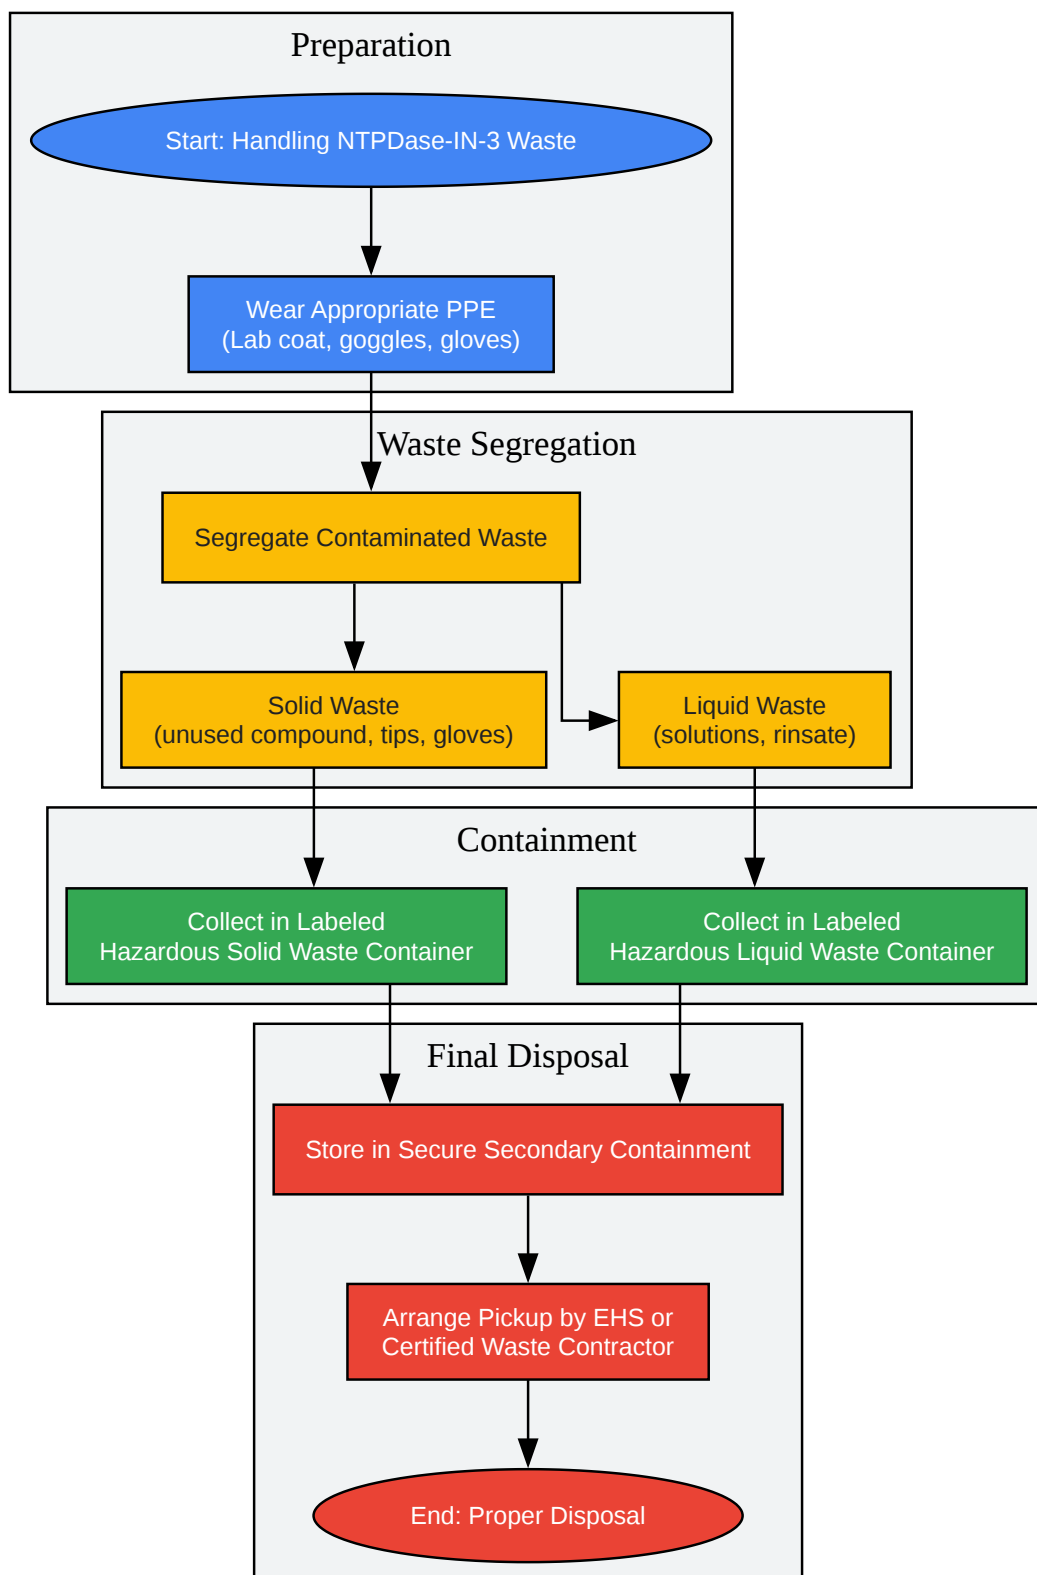 Preparation
Start: Handling NTPDase-IN-3 Waste
Wear Appropriate PPE
(Lab coat, goggles, gloves)
Waste Segregation
Segregate Contaminated Waste
Solid Waste
(unused compound, tips, gloves)
Liquid Waste
(solutions, rinsate)
Containment
Collect in Labeled
Hazardous Solid Waste Container
Collect in Labeled
Hazardous Liquid Waste Container
Final Disposal
Store in Secure Secondary Containment
Arrange Pickup by EHS or
Certified Waste Contractor
End: Proper Disposal